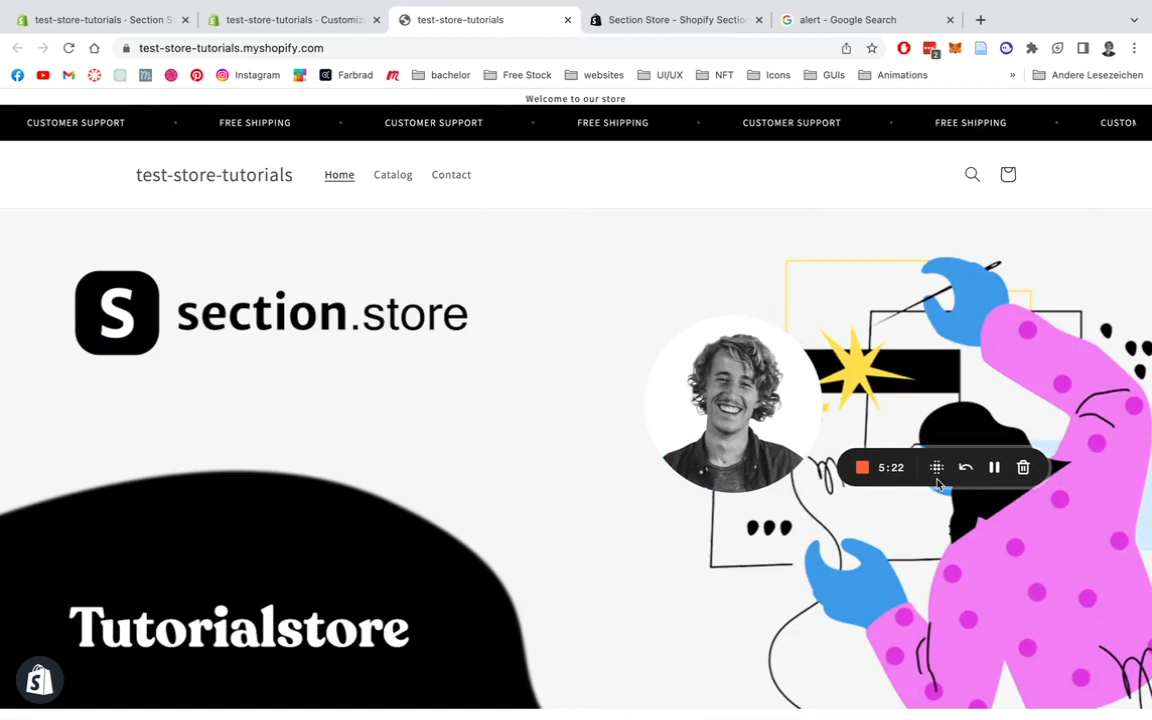 test-store-tutorials · Section S
test-store-tutorials · Customiz
test-store-tutorials
Section Store - Shopify Section
alert - Google Search
test-store-tutorials.myshopify.com
2
Instagram
Farbrad
bachelor
Free Stock
websites
UI/UX
NFT
Icons
GUIs
Animations
»
Andere Lesezeichen
Welcome to our store
CUSTOMER SUPPORT • FREE SHIPPING • CUSTOMER SUPPORT • FREE SHIPPING • CUSTOMER SUPPORT • FREE SHIPPING • CUSTOM
test-store-tutorials
Home
Catalog
Contact
S section.store
5:22
Tutorialstore